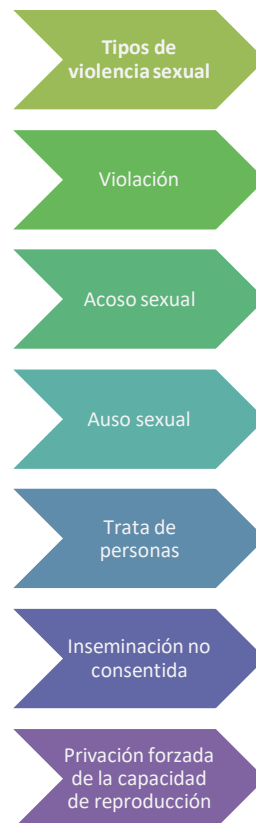 Tipos de
violencia sexual
Violación
Acoso sexual
Auso sexual
Trata de
personas
Inseminación no
consentida
Privación forzada
de la capacidad
de reproducción